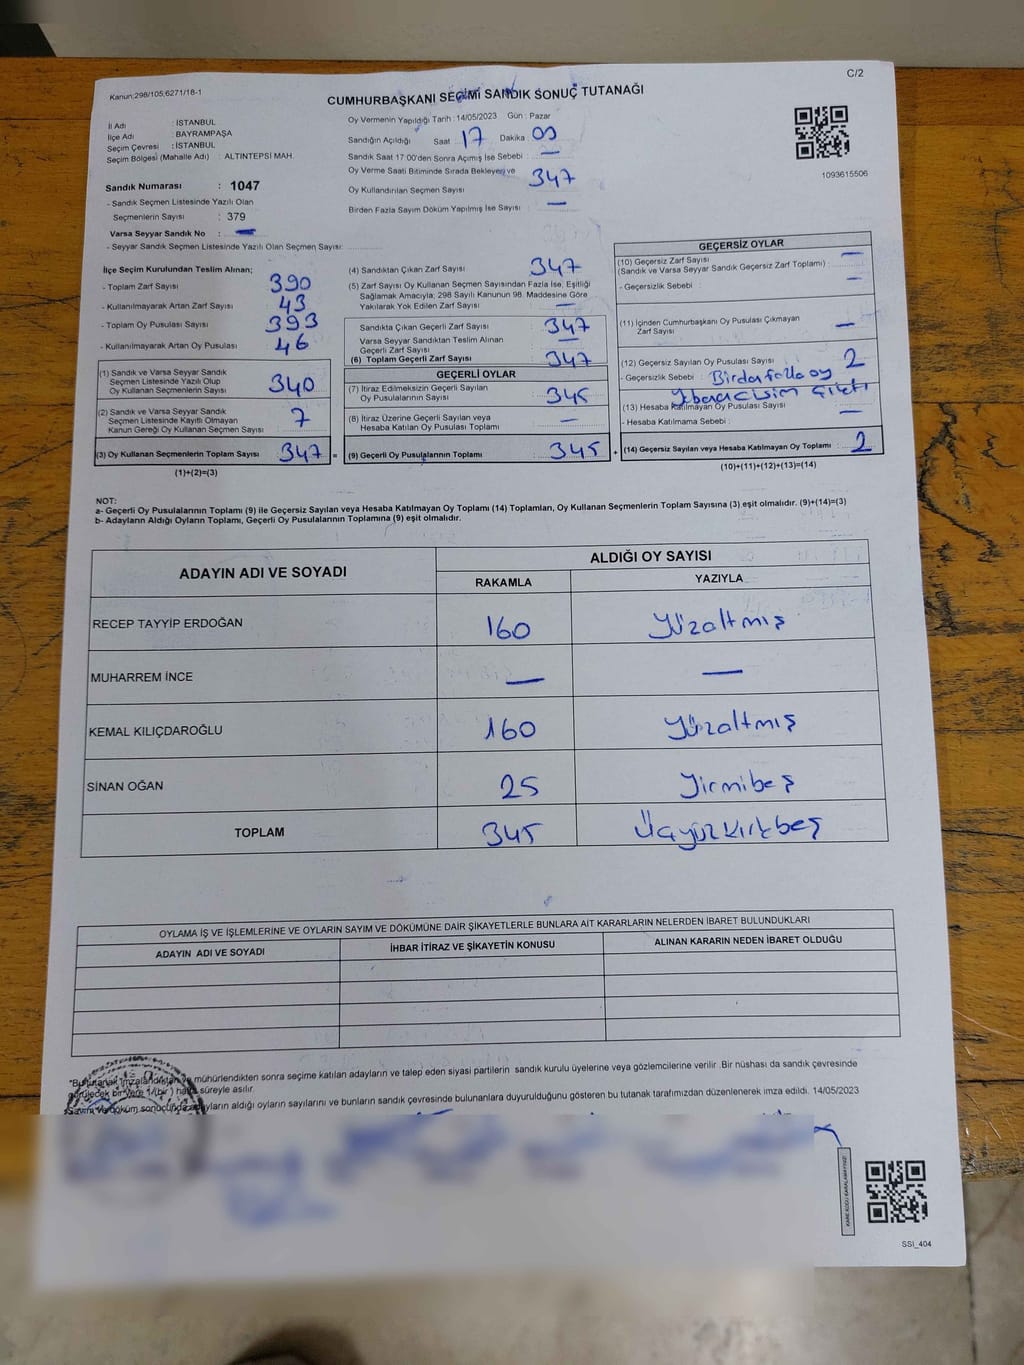 Kanun:298/105,6271/18-1
C/2
CUMHURBAŞKANI SEÇİMİ SANDIK SONUÇ TUTANAĞI
İl Adı : İSTANBUL
İlçe Adı : BAYRAMPAŞA
Seçim Çevresi : İSTANBUL
Seçim Bölgesi (Mahalle Adı) : ALTINTEPSİ MAH.
Sandık Numarası : 1047
- Sandık Seçmen Listesinde Yazılı Olan
Seçmenlerin Sayısı : 379
Varsa Seyyar Sandık No : —
- Seyyar Sandık Seçmen Listesinde Yazılı Olan Seçmen Sayısı:
Oy Vermenin Yapıldığı Tarih :14/05/2023 Gün : Pazar
Sandığın Açıldığı Saat : 17 Dakika : 00
Sandık Saat 17 00'den Sonra Açımış İse Sebebi : —
Oy Verme Saati Bitiminde Sırada Bekleyen ve
Oy Kullandırılan Seçmen Sayısı 347
Birden Fazla Sayım Döküm Yapılmış İse Sayısı : —
1093615506
İlçe Seçim Kurulundan Teslim Alınan;
- Toplam Zarf Sayısı : 390
- Kullanılmayarak Artan Zarf Sayısı : 43
- Toplam Oy Pusulası Sayısı : 393
- Kullanılmayarak Artan Oy Pusulası : 46
(1) Sandık ve Varsa Seyyar Sandık
Seçmen Listesinde Yazılı Olup
Oy Kullanan Seçmenlerin Sayısı : 340
(2) Sandık ve Varsa Seyyar Sandık
Seçmen Listesinde Kayıtlı Olmayan
Kanun Gereği Oy Kullanan Seçmen Sayısı : 7
(3) Oy Kullanan Seçmenlerin Toplam Sayısı : 347 =
(1)+(2)=(3)
(4) Sandıktan Çıkan Zarf Sayısı : 347
(5) Zarf Sayısı Oy Kullanan Seçmen Sayısından Fazla İse, Eşitliği
Sağlamak Amacıyla; 298 Sayılı Kanunun 98. Maddesine Göre
Yakılarak Yok Edilen Zarf Sayısı : —
Sandıkta Çıkan Geçerli Zarf Sayısı : 347
Varsa Seyyar Sandıktan Teslim Alınan
Geçerli Zarf Sayısı : —
(6) Toplam Geçerli Zarf Sayısı : 347
GEÇERLİ OYLAR
(7) İtiraz Edilmeksizin Geçerli Sayılan
Oy Pusulalarının Sayısı : 345
(8) İtiraz Üzerine Geçerli Sayılan veya
Hesaba Katılan Oy Pusulaları Toplamı : —
(9) Geçerli Oy Pusulalarının Toplamı : 345 +
GEÇERSİZ OYLAR
(10) Geçersiz Zarf Sayısı : —
(Sandık ve Varsa Seyyar Sandık Geçersiz Zarf Toplamı)
- Geçersizlik Sebebi : —
(11) İçinden Cumhurbaşkanı Oy Pusulası Çıkmayan
Zarf Sayısı : —
(12) Geçersiz Sayılan Oy Pusulası Sayısı : 2
- Geçersizlik Sebebi : Birden fazla oy
(13) Hesaba Katılmayan Oy Pusulası Sayısı : —
- Hesaba Katılmama Sebebi :
(14) Geçersiz Sayılan veya Hesaba Katılmayan Oy Toplamı : 2
(10)+(11)+(12)+(13)=(14)
NOT:
a- Geçerli Oy Pusulalarının Toplamı (9) ile Geçersiz Sayılan veya Hesaba Katılmayan Oy Toplamı (14) Toplamları, Oy Kullanan Seçmenlerin Toplam Sayısına (3) eşit olmalıdır. (9)+(14)=(3)
b- Adayların Aldığı Oyların Toplamı, Geçerli Oy Pusulalarının Toplamına (9) eşit olmalıdır.
ADAYIN ADI VE SOYADI ALDIĞI OY SAYISI
RAKAMLA YAZIYLA
RECEP TAYYİP ERDOĞAN 160 Yüzaltmış
MUHARREM İNCE — —
KEMAL KILIÇDAROĞLU 160 Yüzaltmış
SİNAN OĞAN 25 Yirmibeş
TOPLAM 345 Üçyüzkırkbeş
OYLAMA İŞ VE İŞLEMLERİNE VE OYLARIN SAYIM VE DÖKÜMÜNE DAİR ŞİKAYETLERLE BUNLARA AİT KARARLARIN NELERDEN İBARET BULUNDUKLARI
ADAYIN ADI VE SOYADI İHBAR İTİRAZ VE ŞİKAYETİN KONUSU ALINAN KARARIN NEDEN İBARET OLDUĞU
mühürlendikten sonra seçime katılan adayların ve talep eden siyasi partilerin sandık kurulu üyelerine veya gözlemcilerine verilir. Bir nüshası da sandık çevresinde
süreyle asılır.
aldığı oyların sayılarını ve bunların sandık çevresinde bulunanlara duyurulduğunu gösteren bu tutanak tarafımızdan düzenlenerek imza edildi. 14/05/2023
SSI_404